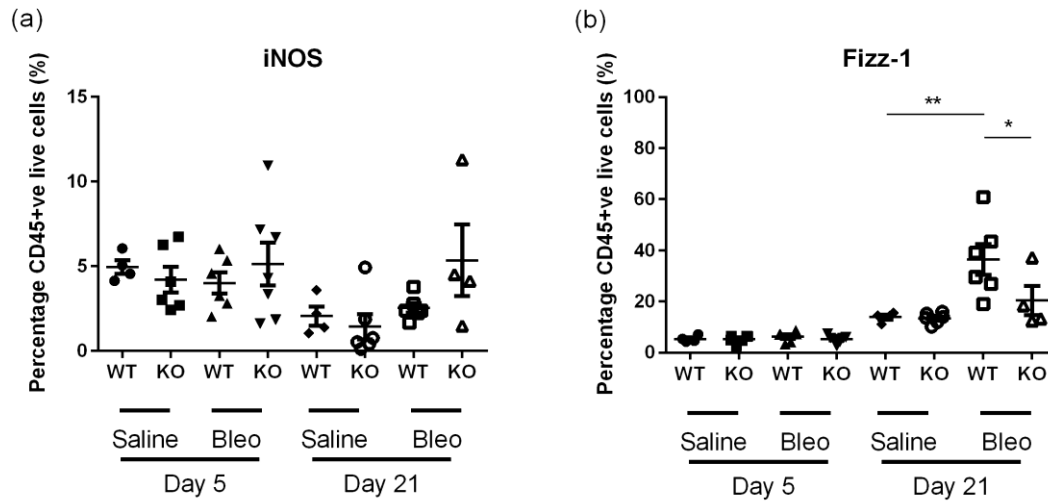 (a)
iNOS
Percentage CD45+ve live cells (%)
15
10
5
0
WT KO WT KO WT KO WT KO
Saline Bleo Saline Bleo
Day 5 Day 21
(b)
Fizz-1
Percentage CD45+ve live cells (%)
100
80
60
40
20
0
**
*
WT KO WT KO WT KO WT KO
Saline Bleo Saline Bleo
Day 5 Day 21